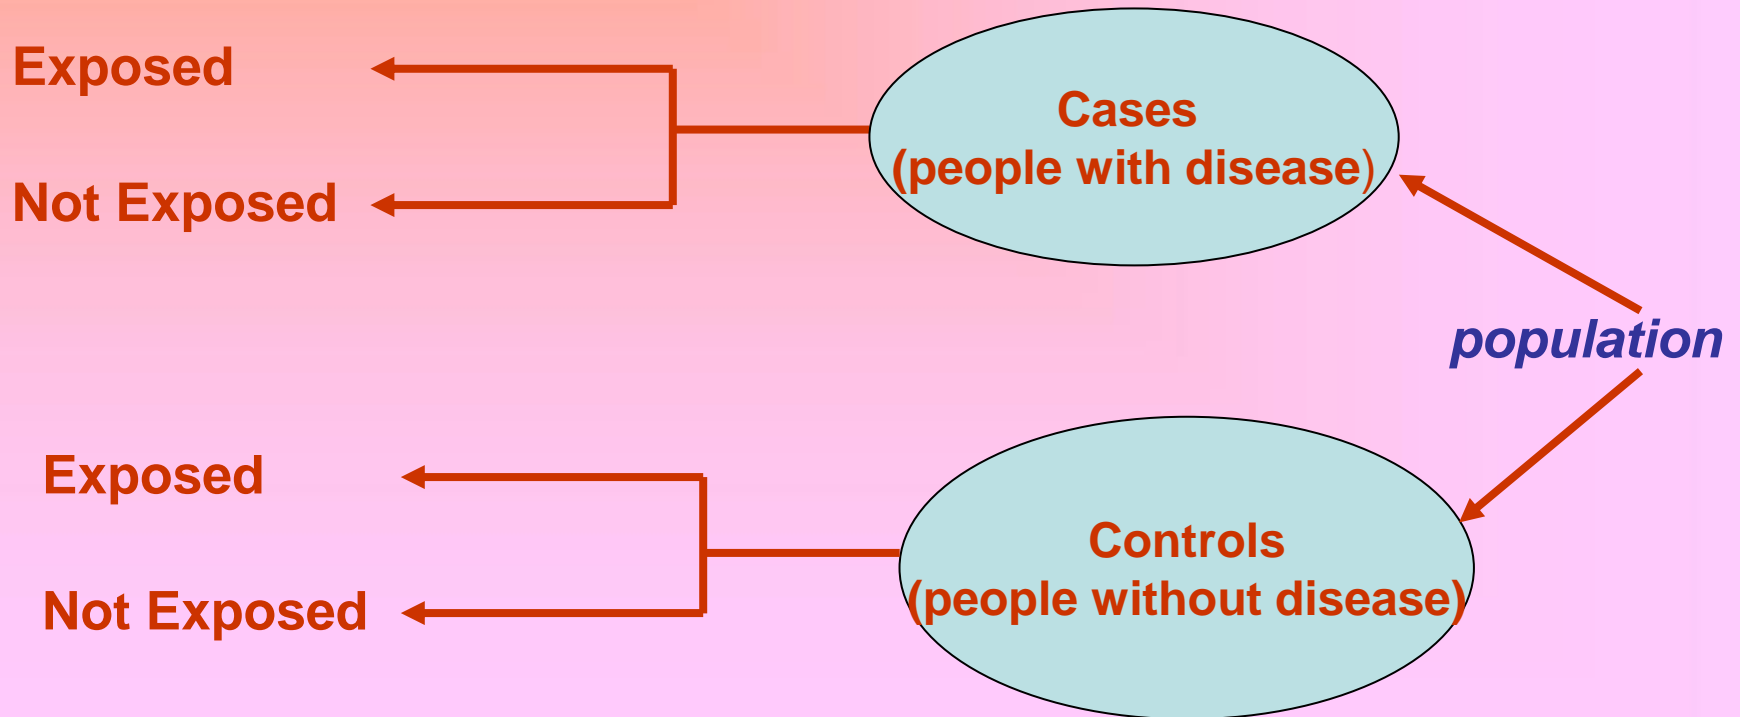 Exposed
Not Exposed
Cases
(people with disease)
population
Exposed
Not Exposed
Controls
(people without disease)